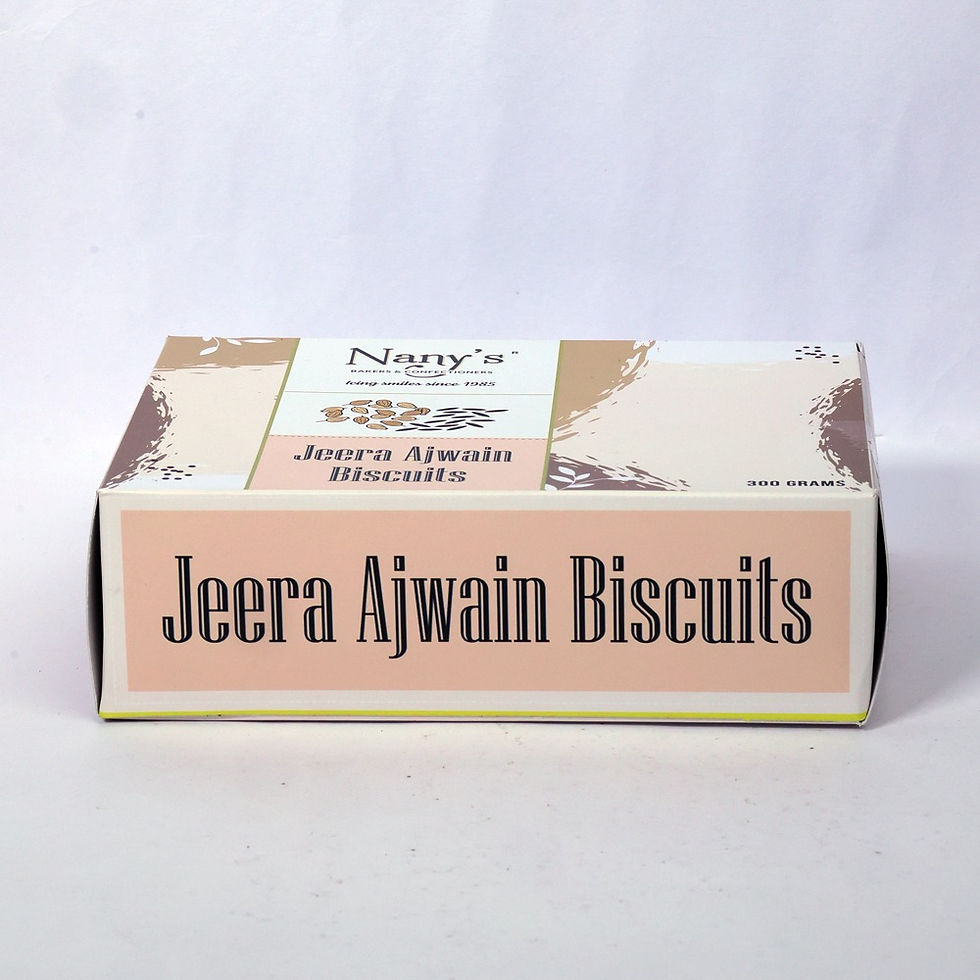 Nany's®
BAKERS & CONFECTIONERS
Icing smiles since 1985
Jeera Ajwain
Biscuits
300 GRAMS
Jeera Ajwain Biscuits